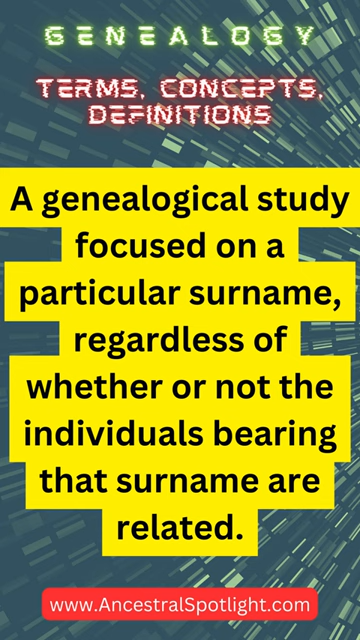 GENEALOGY
TERMS, CONCEPTS,
DEFINITIONS
A genealogical study
focused on a
particular surname,
regardless of
whether or not the
individuals bearing
that surname are
related.
www.AncestralSpotlight.com